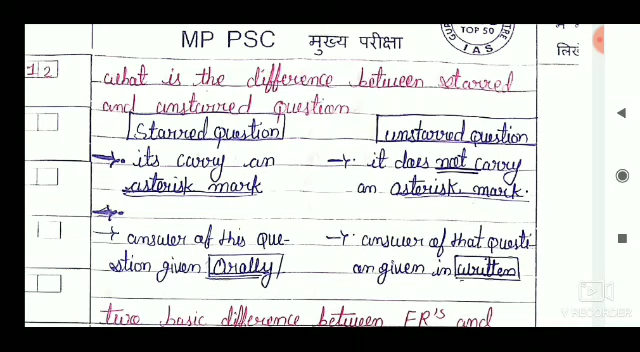 TOP 50
IAS
MP PSC मुख्य परीक्षा
12
what is the difference between starred
and unstarred question
Starred question
unstarred question
→ its carry an
asterisk mark
→ it does not carry
an asterisk mark.
→ answer of this que-
stion given Orally
→ answer of that questi-
on given in written
two basic difference between FR's and
V RECORDER